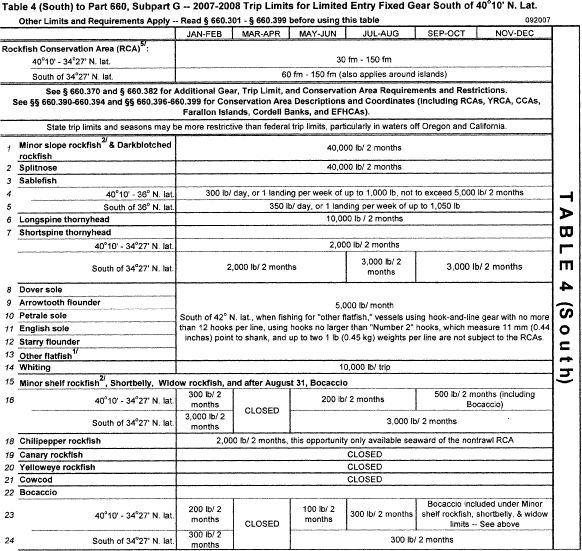 Table 4 (South) to Part 660, Subpart G -- 2007-2008 Trip Limits for Limited Entry Fixed Gear South of 40°10' N. Lat.
Other Limits and Requirements Apply -- Read § 660.301 - § 660.399 before using this table 092007
JAN-FEB MAR-APR MAY-JUN JUL-AUG SEP-OCT NOV-DEC
Rockfish Conservation Area (RCA)5/:
40°10' - 34°27' N. lat. 30 fm - 150 fm
South of 34°27' N. lat. 60 fm - 150 fm (also applies around islands)
See § 660.370 and § 660.382 for Additional Gear, Trip Limit, and Conservation Area Requirements and Restrictions.
See §§ 660.390-660.394 and §§ 660.396-660.399 for Conservation Area Descriptions and Coordinates (including RCAs, YRCA, CCAs,
Farallon Islands, Cordell Banks, and EFHCAs).
State trip limits and seasons may be more restrictive than federal trip limits, particularly in waters off Oregon and California.
1 Minor slope rockfish2/ & Darkblotched
rockfish 40,000 lb/ 2 months
2 Splitnose 40,000 lb/ 2 months
3 Sablefish
4 40°10' - 36° N. lat. 300 lb/ day, or 1 landing per week of up to 1,000 lb, not to exceed 5,000 lb/ 2 months
5 South of 36° N. lat. 350 lb/ day, or 1 landing per week of up to 1,050 lb
6 Longspine thornyhead 10,000 lb / 2 months
7 Shortspine thornyhead
40°10' - 34°27' N. lat. 2,000 lb/ 2 months
South of 34°27' N. lat. 2,000 lb/ 2 months 3,000 lb/ 2 months 3,000 lb/ 2 months
8 Dover sole
9 Arrowtooth flounder
10 Petrale sole
11 English sole
12 Starry flounder
13 Other flatfish1/
5,000 lb/ month
South of 42° N. lat., when fishing for "other flatfish," vessels using hook-and-line gear with no more
than 12 hooks per line, using hooks no larger than "Number 2" hooks, which measure 11 mm (0.44
inches) point to shank, and up to two 1 lb (0.45 kg) weights per line are not subject to the RCAs.
14 Whiting 10,000 lb/ trip
15 Minor shelf rockfish2/, Shortbelly, Widow rockfish, and after August 31, Bocaccio
16 40°10' - 34°27' N. lat. 300 lb/ 2 months CLOSED 200 lb/ 2 months 500 lb/ 2 months (including Bocaccio)
South of 34°27' N. lat. 3,000 lb/ 2 months 3,000 lb/ 2 months
18 Chilipepper rockfish 2,000 lb/ 2 months, this opportunity only available seaward of the nontrawl RCA
19 Canary rockfish CLOSED
20 Yelloweye rockfish CLOSED
21 Cowcod CLOSED
22 Bocaccio
23 40°10' - 34°27' N. lat. 200 lb/ 2 months CLOSED 100 lb/ 2 months 300 lb/ 2 months Bocaccio included under Minor shelf rockfish, shortbelly, & widow limits -- See above
24 South of 34°27' N. lat. 300 lb/ 2 months 300 lb/ 2 months
TABLE 4 (South)